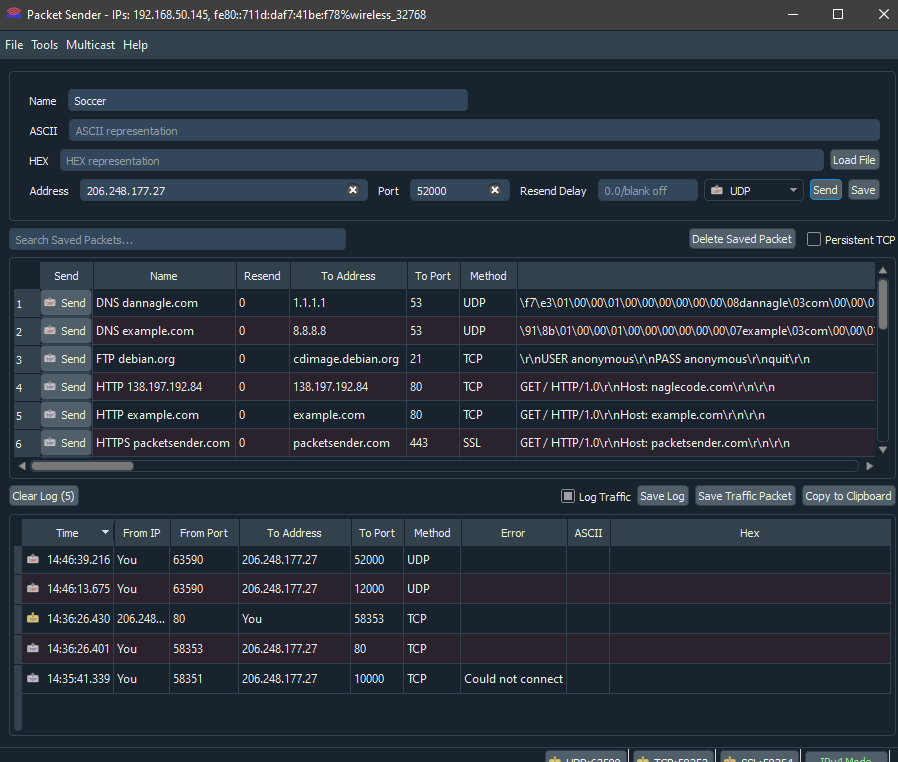 Packet Sender - IPs: 192.168.50.145, fe80::711d:daf7:41be:f78%wireless_32768
File Tools Multicast Help
Name Soccer
ASCII ASCII representation
HEX HEX representation Load File
Address 206.248.177.27 Port 52000 Resend Delay 0.0/blank off UDP Send Save
Search Saved Packets... Delete Saved Packet Persistent TCP
Send Name Resend To Address To Port Method
1 Send DNS dannagle.com 0 1.1.1.1 53 UDP \f7\e3\01\00\00\01\00\00\00\00\00\00\08dannagle\03com\00\00\0
2 Send DNS example.com 0 8.8.8.8 53 UDP \91\8b\01\00\00\01\00\00\00\00\00\00\07example\03com\00\00\0
3 Send FTP debian.org 0 cdimage.debian.org 21 TCP \r\nUSER anonymous\r\nPASS anonymous\r\nquit\r\n
4 Send HTTP 138.197.192.84 0 138.197.192.84 80 TCP GET / HTTP/1.0\r\nHost: naglecode.com\r\n\r\n
5 Send HTTP example.com 0 example.com 80 TCP GET / HTTP/1.0\r\nHost: example.com\r\n\r\n
6 Send HTTPS packetsender.com 0 packetsender.com 443 SSL GET / HTTP/1.0\r\nHost: packetsender.com\r\n\r\n
Clear Log (5) Log Traffic Save Log Save Traffic Packet Copy to Clipboard
Time From IP From Port To Address To Port Method Error ASCII Hex
14:46:39.216 You 63590 206.248.177.27 52000 UDP
14:46:13.675 You 63590 206.248.177.27 12000 UDP
14:36:26.430 206.248... 80 You 58353 TCP
14:36:26.401 You 58353 206.248.177.27 80 TCP
14:35:41.339 You 58351 206.248.177.27 10000 TCP Could not connect
IPv4 Mode